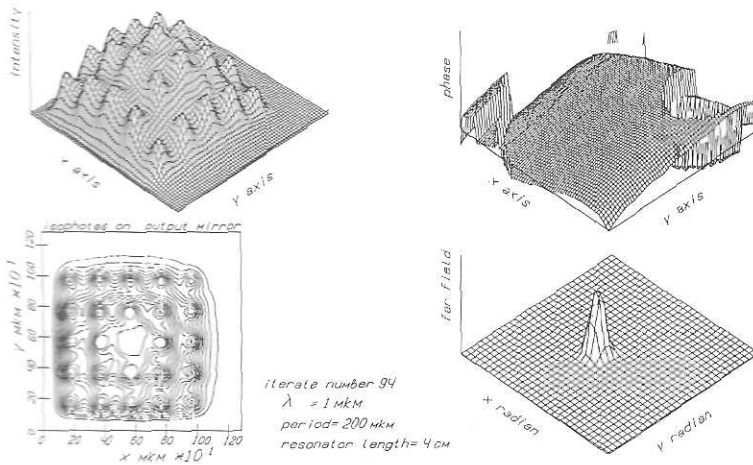 Intensity
x axis
y axis
phase
x axis
y axis
isophotes on output mirror
120
100
80
60
40
20
0
y мкм ×10¹
0 20 40 60 80 100 120
x мкм ×10¹
iterate number 94
λ = 1 мкм
period= 200 мкм
resonator length= 4 см
far field
x radian
y radian